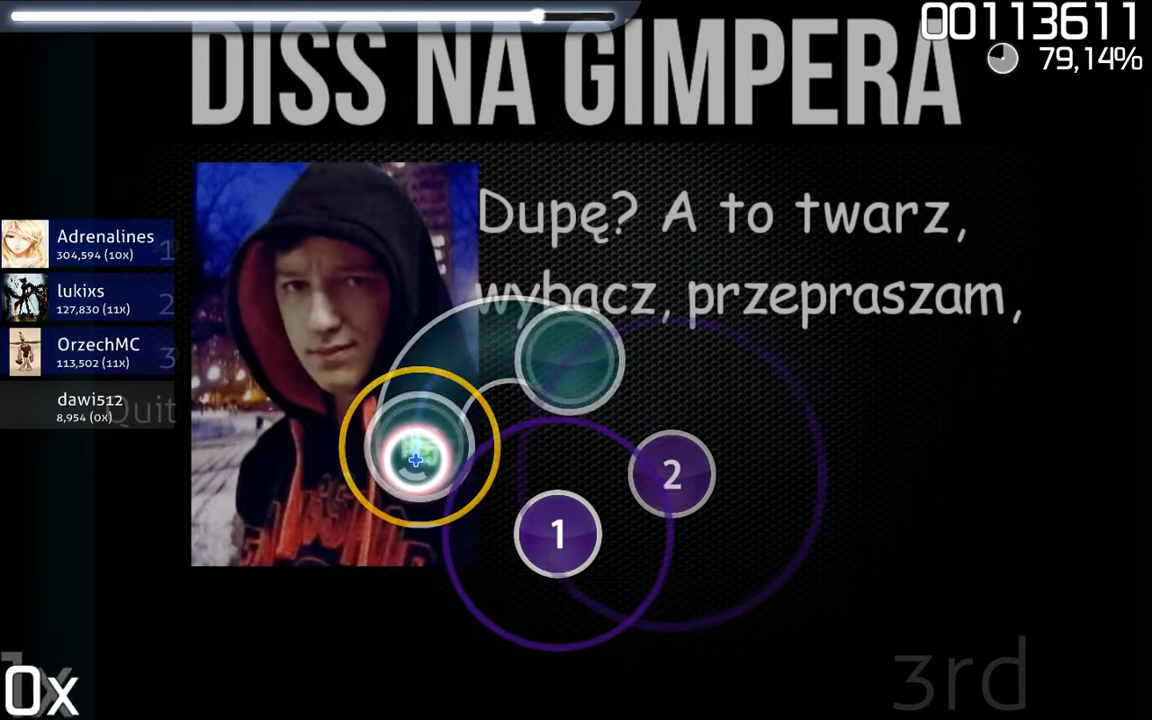 00113611
79,14%
DISS NA GIMPERA
Dupę? A to twarz,
wybacz, przepraszam,
Adrenalines
304,594 (10X) 1
lukixs
127,830 (11X) 2
OrzechMC
113,502 (11X) 3
dawi512
8,954 (0X)
Quit
2
1
0x
3rd